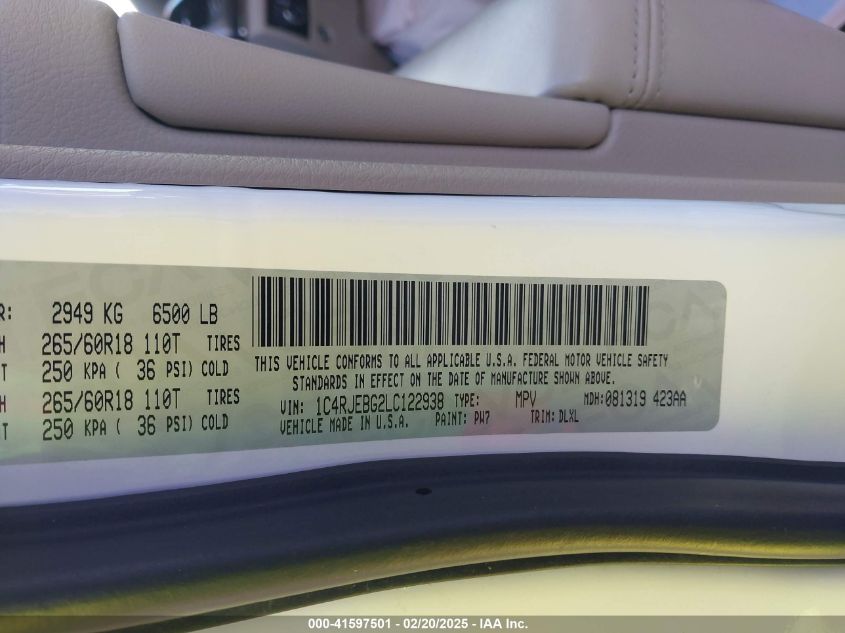 R: 2949 KG 6500 LB
H 265/60R18 110T TIRES
T 250 KPA ( 36 PSI) COLD
H 265/60R18 110T TIRES
T 250 KPA ( 36 PSI) COLD
THIS VEHICLE CONFORMS TO ALL APPLICABLE U.S.A. FEDERAL MOTOR VEHICLE SAFETY
STANDARDS IN EFFECT ON THE DATE OF MANUFACTURE SHOWN ABOVE.
VIN: 1C4RJEBG2LC122938 TYPE: MPV MDH:081319 423AA
VEHICLE MADE IN U.S.A. PAINT: PW7 TRIM: DLXL
000-41597501 - 02/20/2025 - IAA Inc.